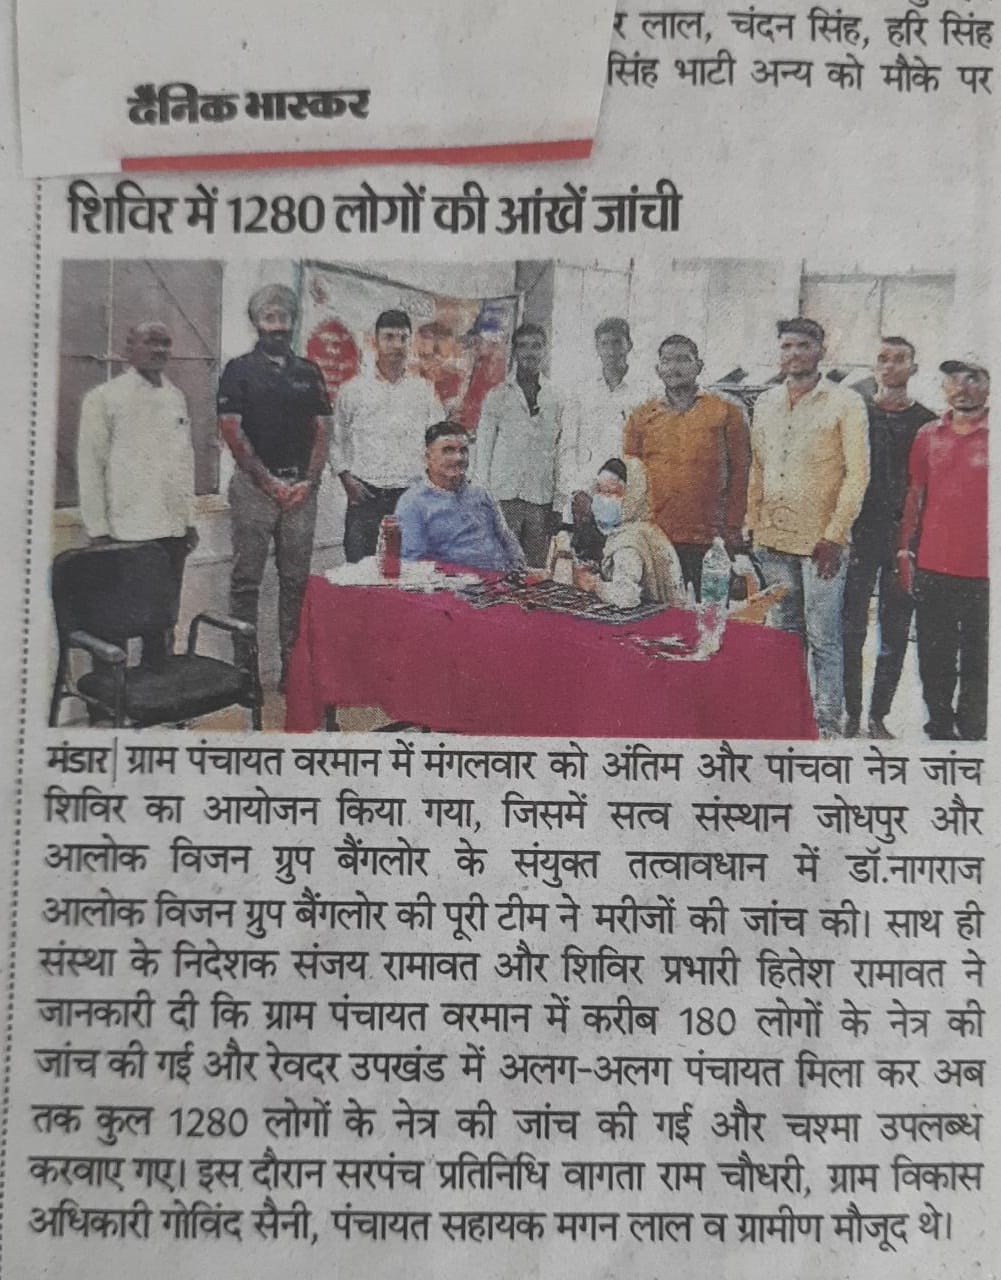 र लाल, चंदन सिंह, हरि सिंह
सिंह भाटी अन्य को मौके पर
दैनिक भास्कर
शिविर में 1280 लोगों की आंखें जांची
मंडार| ग्राम पंचायत वरमान में मंगलवार को अंतिम और पांचवा नेत्र जांच
शिविर का आयोजन किया गया, जिसमें सत्व संस्थान जोधपुर और
आलोक विजन ग्रुप बैंगलोर के संयुक्त तत्वावधान में डॉ.नागराज
आलोक विजन ग्रुप बैंगलोर की पूरी टीम ने मरीजों की जांच की। साथ ही
संस्था के निदेशक संजय रामावत और शिविर प्रभारी हितेश रामावत ने
जानकारी दी कि ग्राम पंचायत वरमान में करीब 180 लोगों के नेत्र की
जांच की गई और रेवदर उपखंड में अलग-अलग पंचायत मिला कर अब
तक कुल 1280 लोगों के नेत्र की जांच की गई और चश्मा उपलब्ध
करवाए गए। इस दौरान सरपंच प्रतिनिधि वागता राम चौधरी, ग्राम विकास
अधिकारी गोविंद सैनी, पंचायत सहायक मगन लाल व ग्रामीण मौजूद थे।